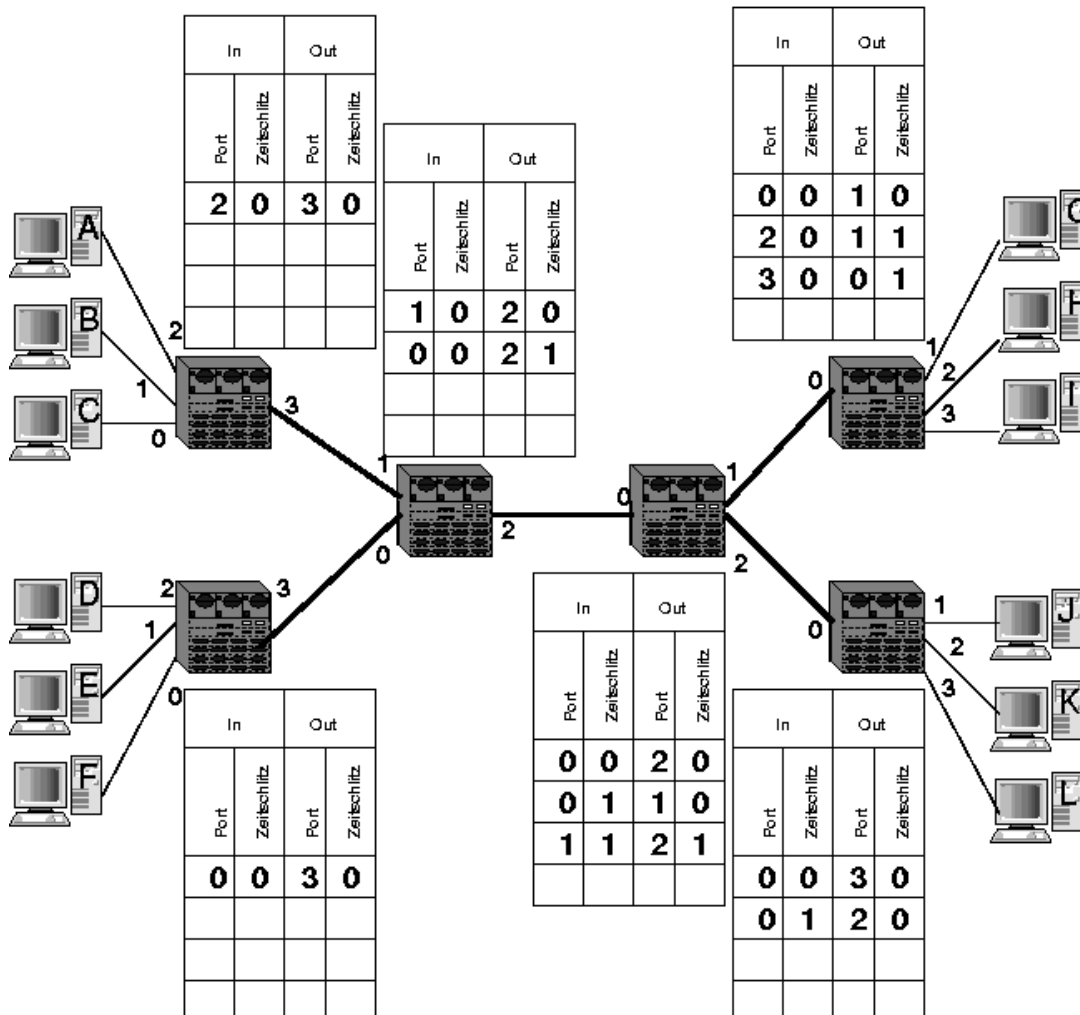 In Out
Port Zeitschlitz Port Zeitschlitz
2 0 3 0
In Out
Port Zeitschlitz Port Zeitschlitz
1 0 2 0
0 0 2 1
In Out
Port Zeitschlitz Port Zeitschlitz
0 0 1 0
2 0 1 1
3 0 0 1
A
B
C
2
1
0
3
1
0
2
0
1
2
0
1
2
3
H
I
D
E
F
2
1
0
3
0
1
2
3
J
K
L
In Out
Port Zeitschlitz Port Zeitschlitz
0 0 3 0
In Out
Port Zeitschlitz Port Zeitschlitz
0 0 2 0
0 1 1 0
1 1 2 1
In Out
Port Zeitschlitz Port Zeitschlitz
0 0 3 0
0 1 2 0